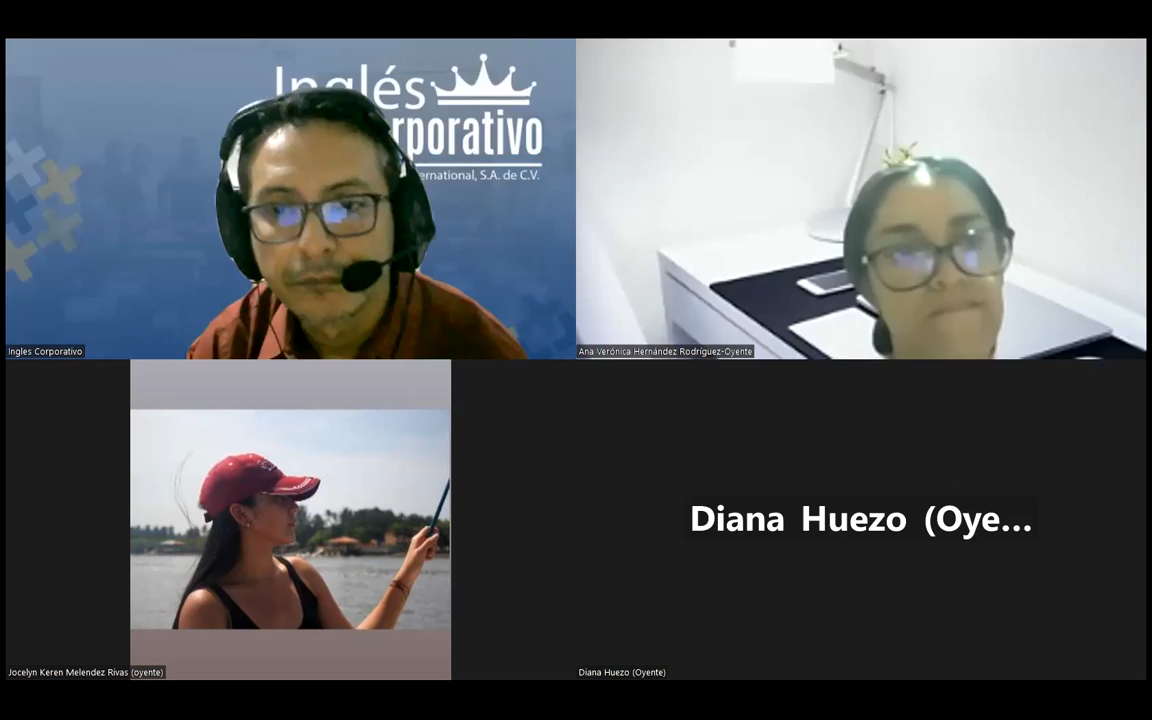 Inglés
rporativo
ernational, S.A. de C.V.
Ingles Corporativo
Ana Verónica Hernández Rodríguez-Oyente
Diana Huezo (Oye...
Jocelyn Keren Melendez Rivas (oyente)
Diana Huezo (Oyente)